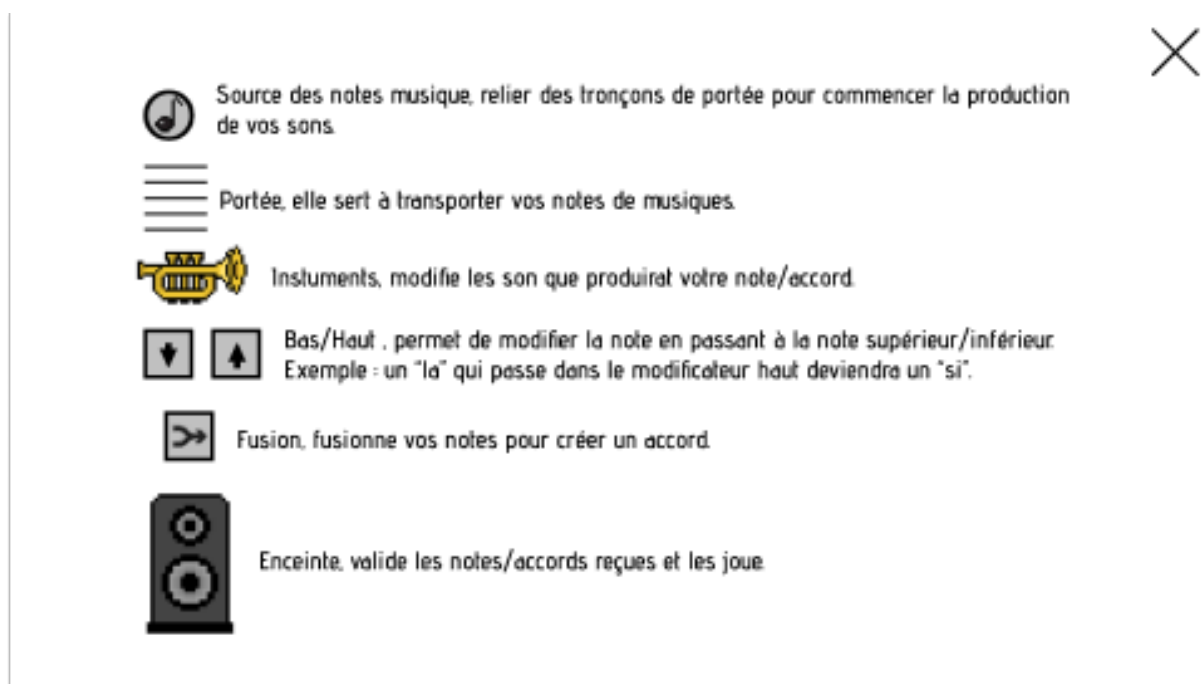 Source des notes musique, relier des tronçons de portée pour commencer la production
de vos sons.
Portée, elle sert à transporter vos notes de musiques.
Instuments, modifie les son que produirat votre note/accord.
Bas/Haut , permet de modifier la note en passant à la note supérieur/inférieur.
Exemple : un "la" qui passe dans le modificateur haut deviendra un "si".
Fusion, fusionne vos notes pour créer un accord.
Enceinte, valide les notes/accords reçues et les joue.